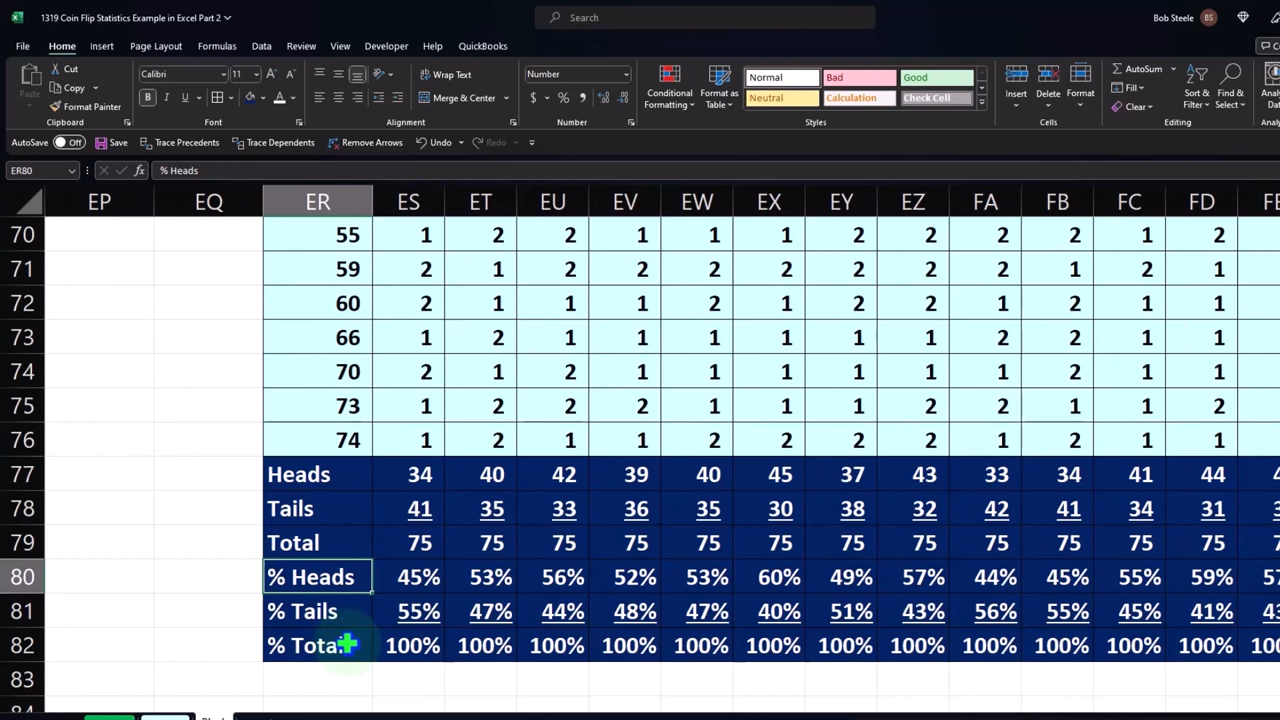 1319 Coin Flip Statistics Example in Excel Part 2
Search
Bob Steele BS
File Home Insert Page Layout Formulas Data Review View Developer Help QuickBooks
Co
Paste
Cut
Copy
Format Painter
Clipboard
Calibri 11
B I U
Font
Wrap Text
Merge & Center
Alignment
Number
$ % 9
Number
Conditional Formatting
Format as Table
Normal Bad Good
Neutral Calculation Check Cell
Styles
Insert Delete Format
Cells
AutoSum
Fill
Clear
Sort & Filter
Find & Select
Editing
AutoSave Off Save Trace Precedents Trace Dependents Remove Arrows Undo Redo
ER80 fx % Heads
EP EQ ER ES ET EU EV EW EX EY EZ FA FB FC FD FE
70 55 1 2 2 1 1 1 2 2 2 2 1 2
71 59 2 1 2 2 2 2 2 2 2 1 2 1
72 60 2 1 1 1 2 1 2 2 1 2 1 1
73 66 1 2 1 1 1 1 1 1 2 2 1 1
74 70 2 1 2 1 1 1 1 1 1 2 1 1
75 73 1 2 2 2 1 1 1 2 2 1 1 2
76 74 1 2 1 1 2 2 2 2 1 2 1 1
77 Heads 34 40 42 39 40 45 37 43 33 34 41 44
78 Tails 41 35 33 36 35 30 38 32 42 41 34 31
79 Total 75 75 75 75 75 75 75 75 75 75 75 75
80 % Heads 45% 53% 56% 52% 53% 60% 49% 57% 44% 45% 55% 59% 57
81 % Tails 55% 47% 44% 48% 47% 40% 51% 43% 56% 55% 45% 41% 43
82 % Total 100% 100% 100% 100% 100% 100% 100% 100% 100% 100% 100% 100% 100
83